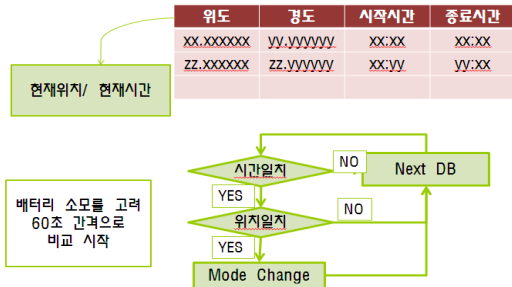 위도 경도 시작시간 종료시간
xx.xxxxxx yy.yyyyyy xx:xx xx:xx
zz.xxxxxx zz.yyyyyy xx:yy yy:xx
현재위치/ 현재시간
시간일치 NO Next DB
YES
위치일치 NO
YES
Mode Change
배터리 소모를 고려
60초 간격으로
비교 시작